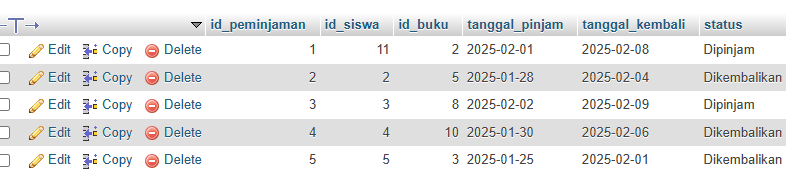 id_peminjaman id_siswa id_buku tanggal_pinjam tanggal_kembali status
Edit Copy Delete 1 11 2 2025-02-01 2025-02-08 Dipinjam
Edit Copy Delete 2 2 5 2025-01-28 2025-02-04 Dikembalikan
Edit Copy Delete 3 3 8 2025-02-02 2025-02-09 Dipinjam
Edit Copy Delete 4 4 10 2025-01-30 2025-02-06 Dikembalikan
Edit Copy Delete 5 5 3 2025-01-25 2025-02-01 Dikembalikan